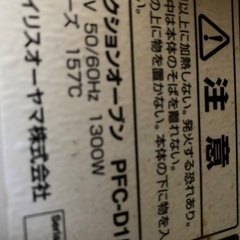 クションオーブン PFC-D1
V 50/60Hz 1300W
ーズ 157℃
イリスオーヤマ株式会社
注意
以上に加熱しない。発火する恐れあり。
中は本体のそばを離れない。
の上に物を置かない。本体の下に物を入
Serial